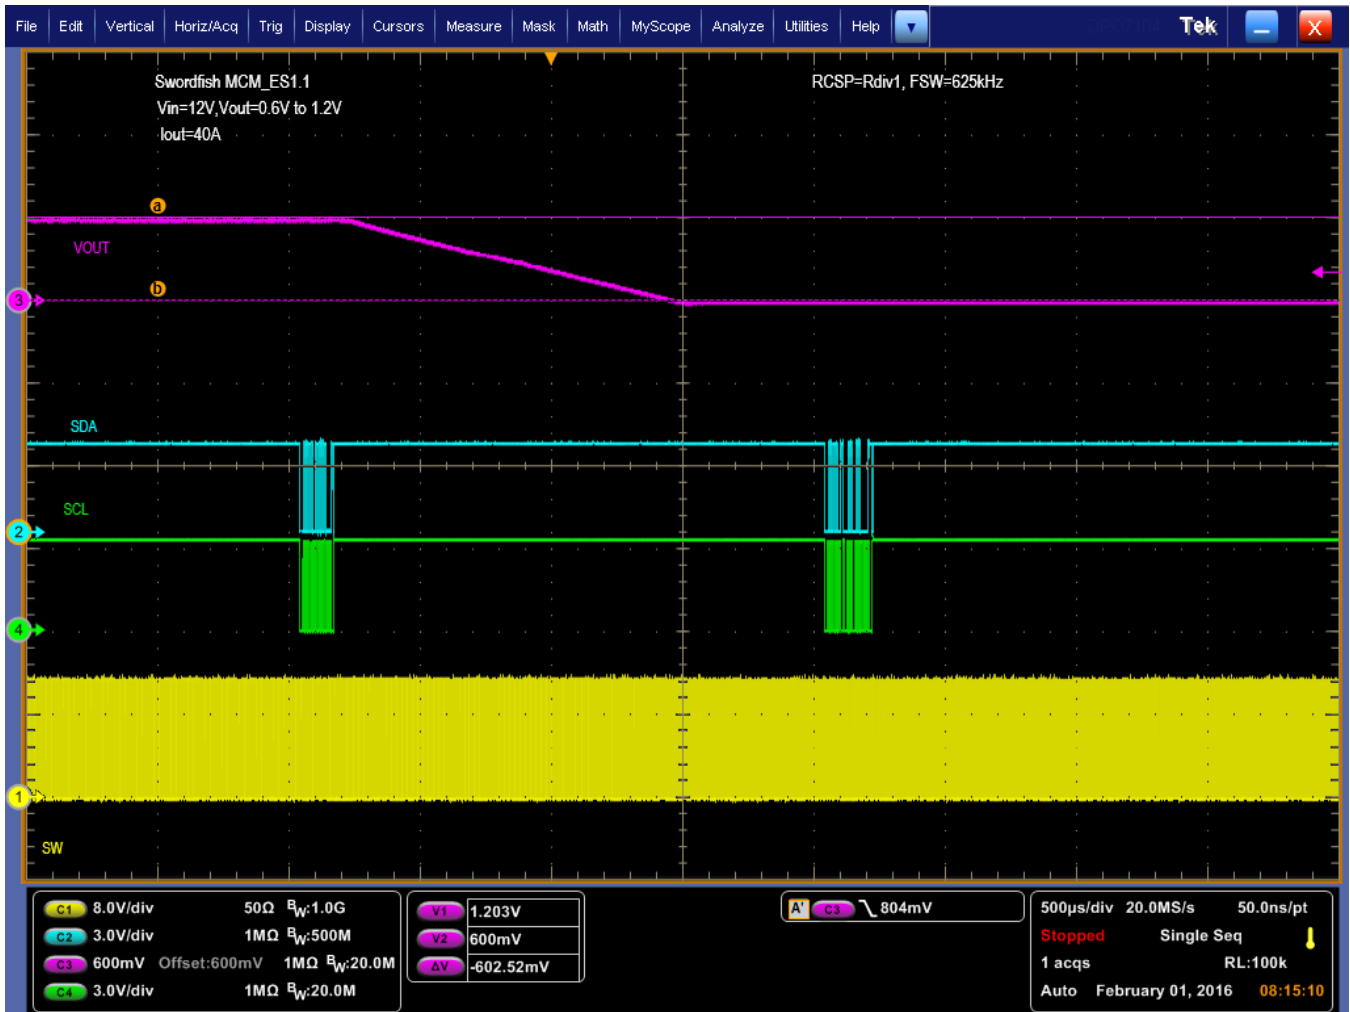 File Edit Vertical Horiz/Acq Trig Display Cursors Measure Mask Math MyScope Analyze Utilities Help Tek X
Swordfish MCM_ES1.1
Vin=12V,Vout=0.6V to 1.2V
Iout=40A
RCSP=Rdiv1, FSW=625kHz
a
VOUT
b
3
SDA
SCL
2
4
1
SW
C1 8.0V/div 50Ω BW:1.0G
C2 3.0V/div 1MΩ BW:500M
C3 600mV Offset:600mV 1MΩ BW:20.0M
C4 3.0V/div 1MΩ BW:20.0M
V1 1.203V
V2 600mV
ΔV -602.52mV
A' C3 804mV
500µs/div 20.0MS/s 50.0ns/pt
Stopped Single Seq
1 acqs RL:100k
Auto February 01, 2016 08:15:10